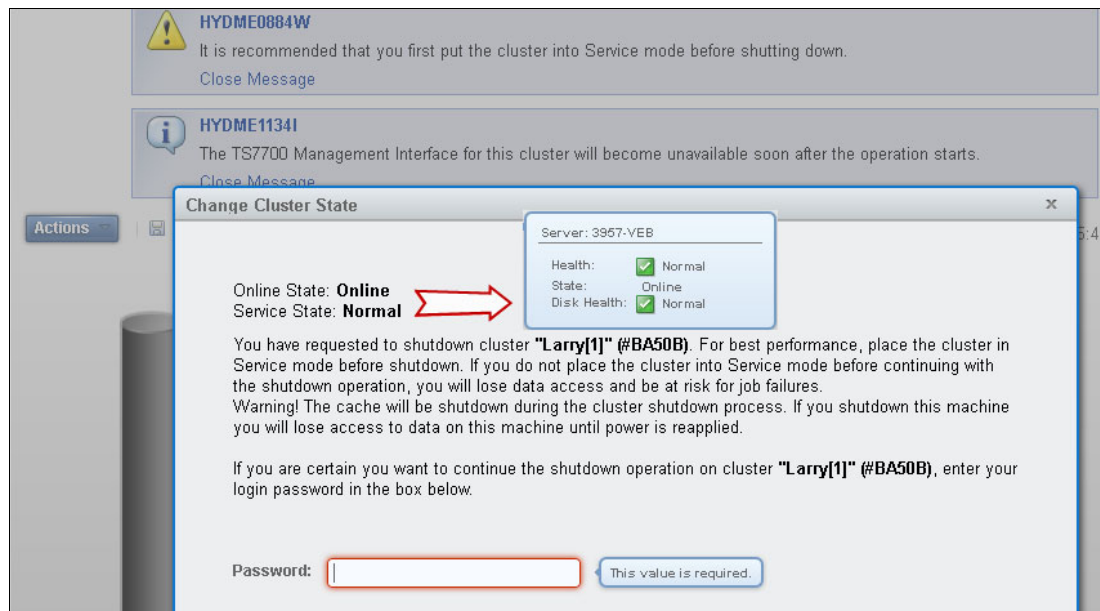 HYDME0884W
It is recommended that you first put the cluster into Service mode before shutting down.
Close Message
HYDME1134I
The TS7700 Management Interface for this cluster will become unavailable soon after the operation starts.
Close Message
Actions
5:4
Change Cluster State
x
Server: 3957-VEB
Health: Normal
State: Online
Disk Health: Normal
Online State: Online
Service State: Normal
You have requested to shutdown cluster "Larry[1]" (#BA50B). For best performance, place the cluster in
Service mode before shutdown. If you do not place the cluster into Service mode before continuing with
the shutdown operation, you will lose data access and be at risk for job failures.
Warning! The cache will be shutdown during the cluster shutdown process. If you shutdown this machine
you will lose access to data on this machine until power is reapplied.
If you are certain you want to continue the shutdown operation on cluster "Larry[1]" (#BA50B), enter your
login password in the box below.
Password:
This value is required.